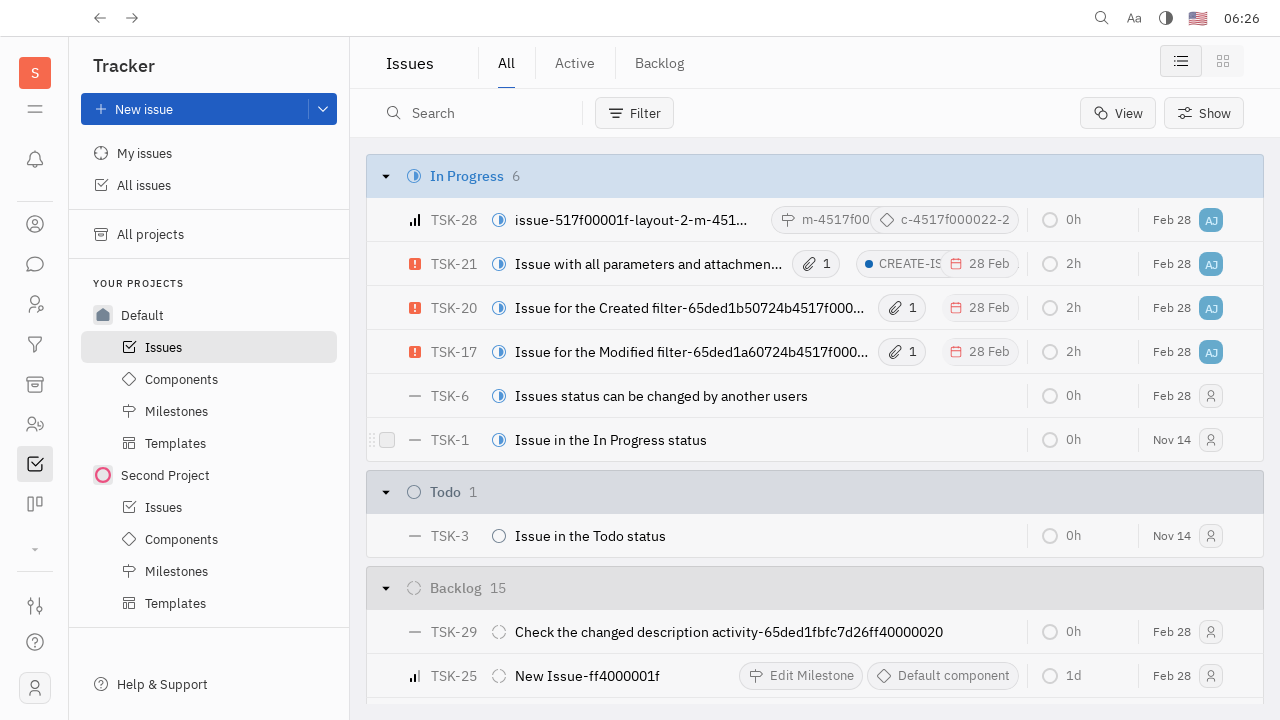 Aa 06:26
S
Tracker
New issue
My issues
All issues
All projects
YOUR PROJECTS
Default
Issues
Components
Milestones
Templates
Second Project
Issues
Components
Milestones
Templates
Help & Support
Issues All Active Backlog
Search Filter View Show
In Progress 6
TSK-28 issue-517f00001f-layout-2-m-451... m-4517f00 c-4517f000022-2 0h Feb 28 AJ
TSK-21 Issue with all parameters and attachmen... 1 CREATE-IS 28 Feb 2h Feb 28 AJ
TSK-20 Issue for the Created filter-65ded1b50724b4517f000... 1 28 Feb 2h Feb 28 AJ
TSK-17 Issue for the Modified filter-65ded1a60724b4517f000... 1 28 Feb 2h Feb 28 AJ
TSK-6 Issues status can be changed by another users 0h Feb 28
TSK-1 Issue in the In Progress status 0h Nov 14
Todo 1
TSK-3 Issue in the Todo status 0h Nov 14
Backlog 15
TSK-29 Check the changed description activity-65ded1fbfc7d26ff40000020 0h Feb 28
TSK-25 New Issue-ff4000001f Edit Milestone Default component 1d Feb 28